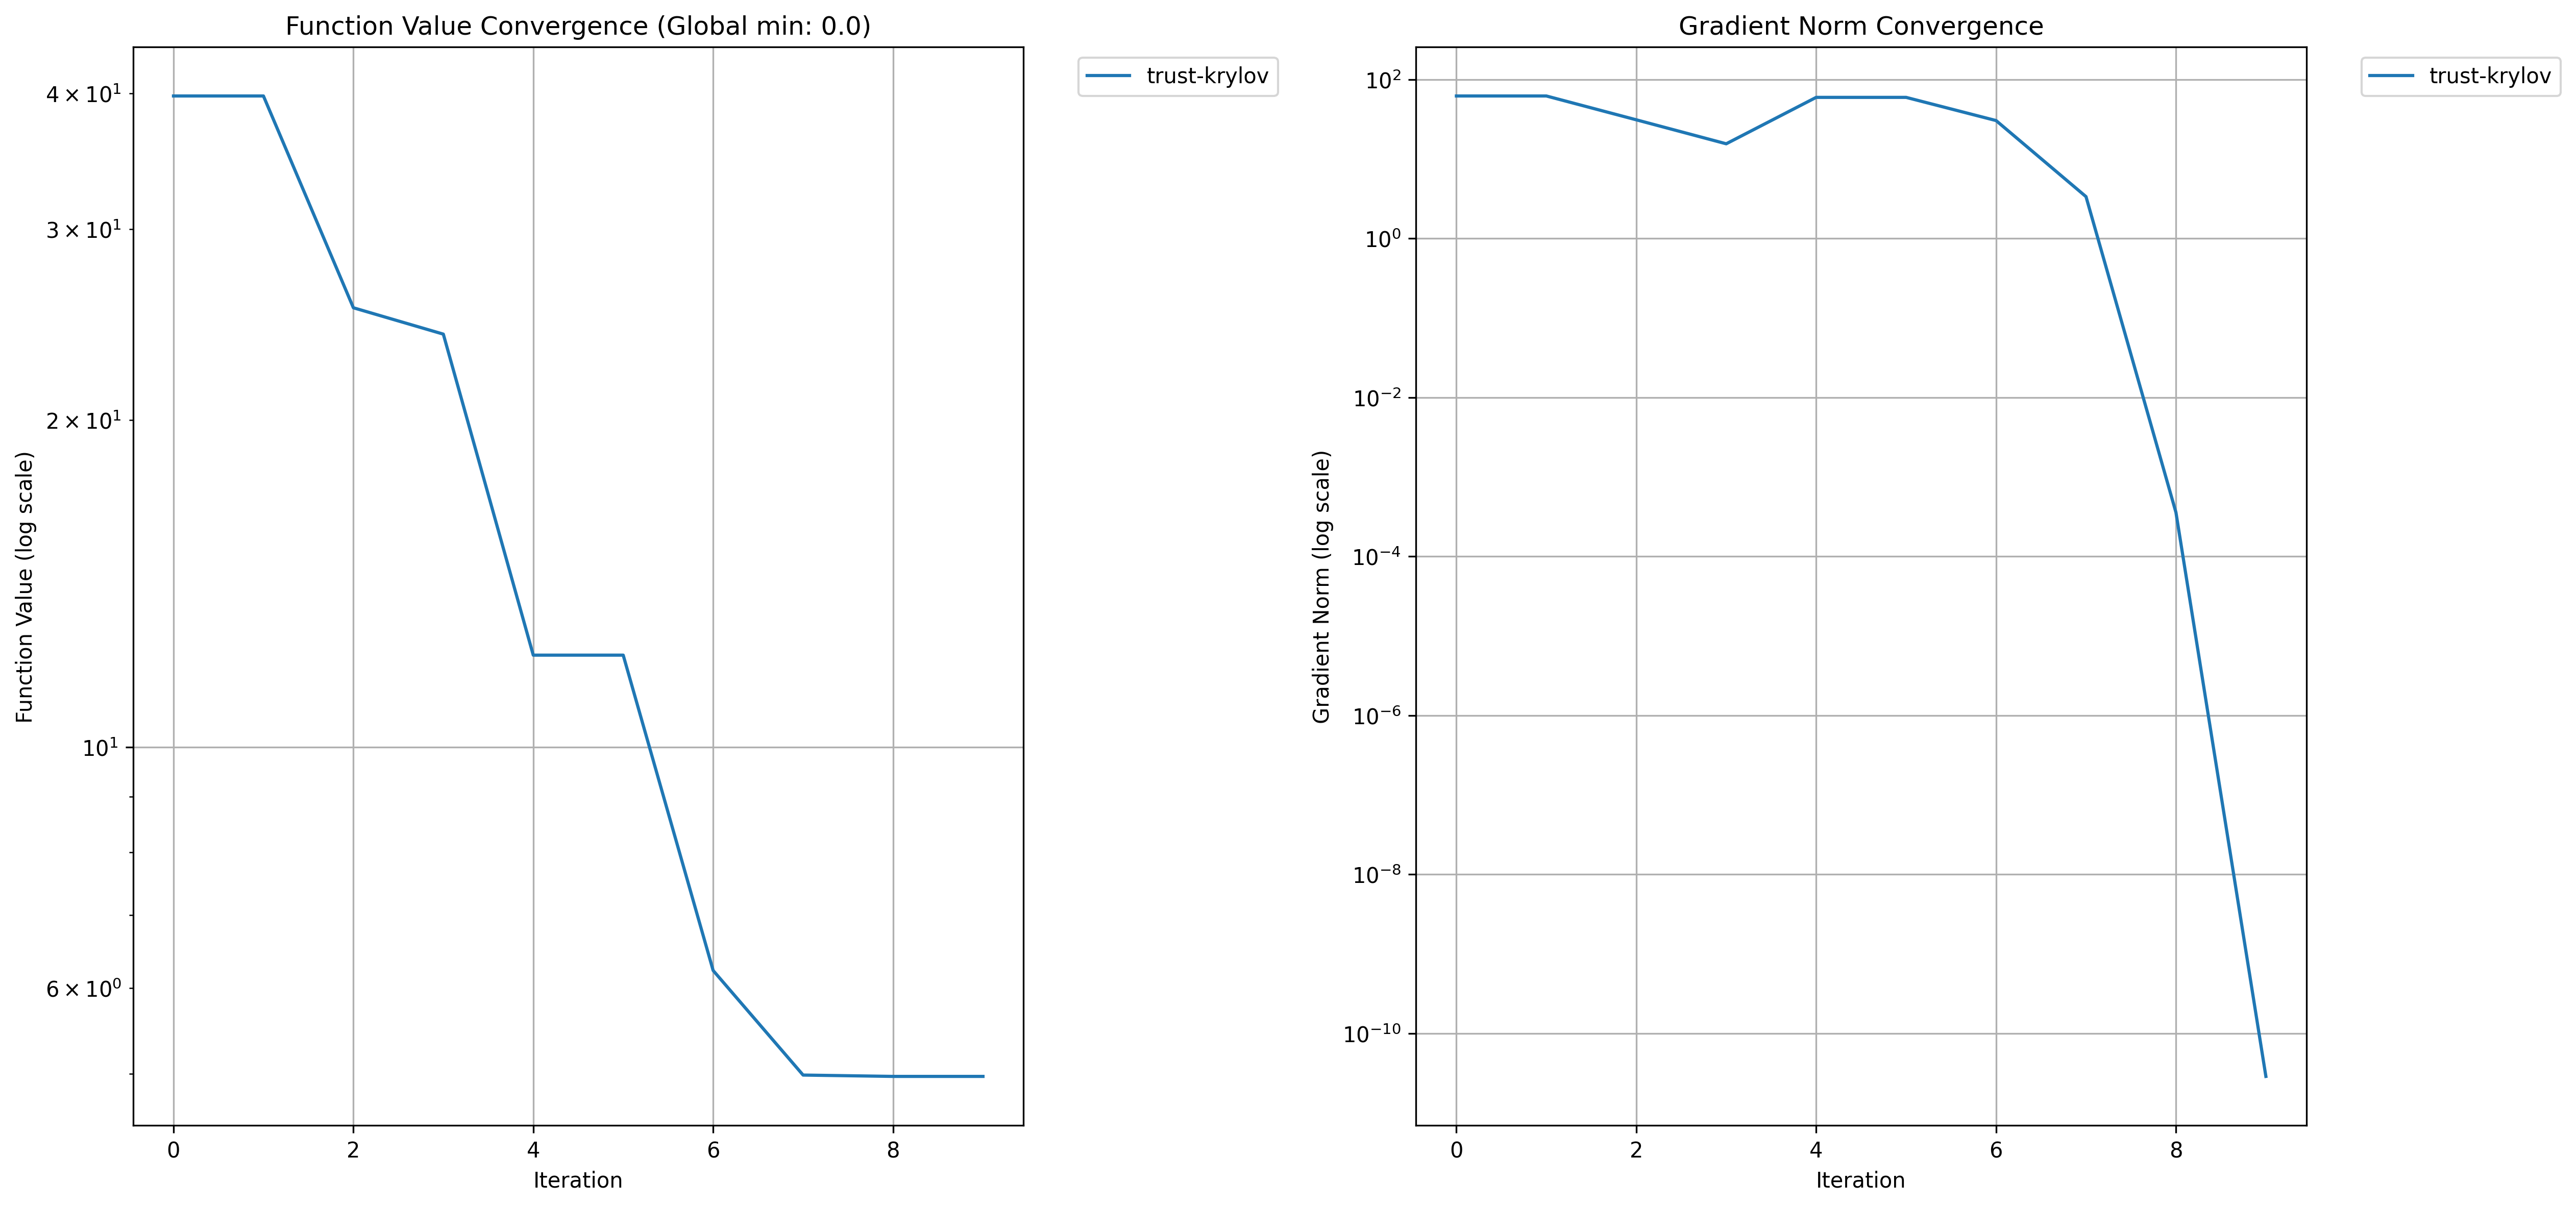 Function Value Convergence (Global min: 0.0)
4 × 10¹
3 × 10¹
2 × 10¹
10¹
6 × 10⁰
Function Value (log scale)
0 2 4 6 8
Iteration
trust-krylov
Gradient Norm Convergence
10²
10⁰
10⁻²
10⁻⁴
10⁻⁶
10⁻⁸
10⁻¹⁰
Gradient Norm (log scale)
0 2 4 6 8
Iteration
trust-krylov